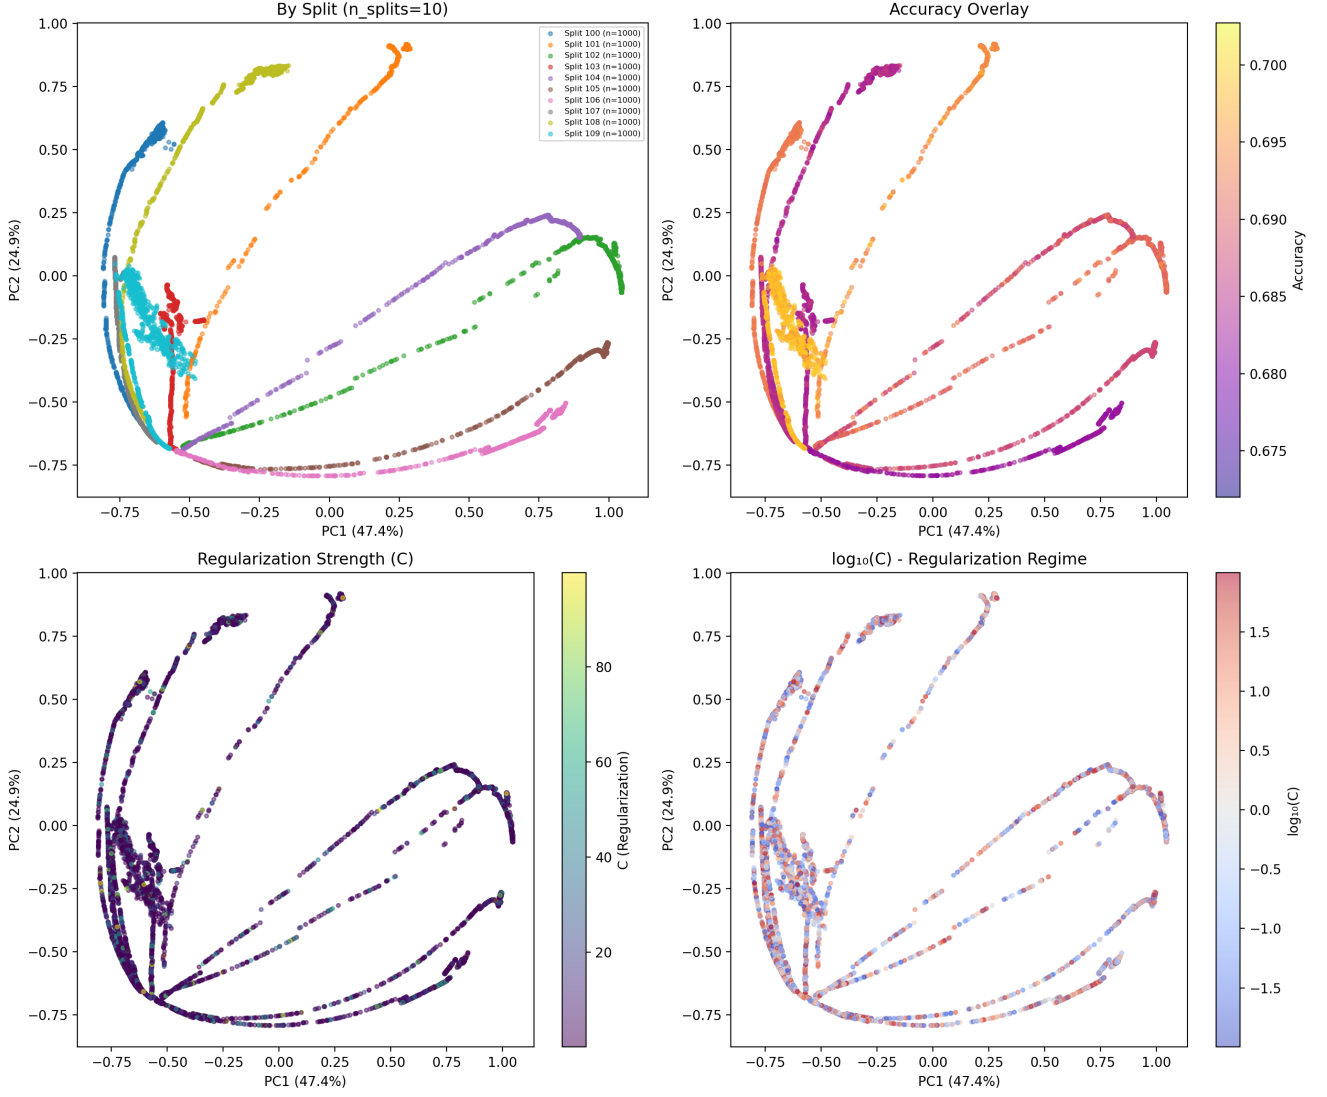 By Split (n_splits=10)
1.00
0.75
0.50
0.25
0.00
−0.25
−0.50
−0.75
PC2 (24.9%)
−0.75 −0.50 −0.25 0.00 0.25 0.50 0.75 1.00
PC1 (47.4%)
Split 100 (n=1000)
Split 101 (n=1000)
Split 102 (n=1000)
Split 103 (n=1000)
Split 104 (n=1000)
Split 105 (n=1000)
Split 106 (n=1000)
Split 107 (n=1000)
Split 108 (n=1000)
Split 109 (n=1000)
Accuracy Overlay
1.00
0.75
0.50
0.25
0.00
−0.25
−0.50
−0.75
PC2 (24.9%)
−0.75 −0.50 −0.25 0.00 0.25 0.50 0.75 1.00
PC1 (47.4%)
0.700
0.695
0.690
0.685
0.680
0.675
Accuracy
Regularization Strength (C)
1.00
0.75
0.50
0.25
0.00
−0.25
−0.50
−0.75
PC2 (24.9%)
−0.75 −0.50 −0.25 0.00 0.25 0.50 0.75 1.00
PC1 (47.4%)
80
60
40
20
C (Regularization)
log₁₀(C) - Regularization Regime
1.00
0.75
0.50
0.25
0.00
−0.25
−0.50
−0.75
PC2 (24.9%)
−0.75 −0.50 −0.25 0.00 0.25 0.50 0.75 1.00
PC1 (47.4%)
1.5
1.0
0.5
0.0
−0.5
−1.0
−1.5
log₁₀(C)